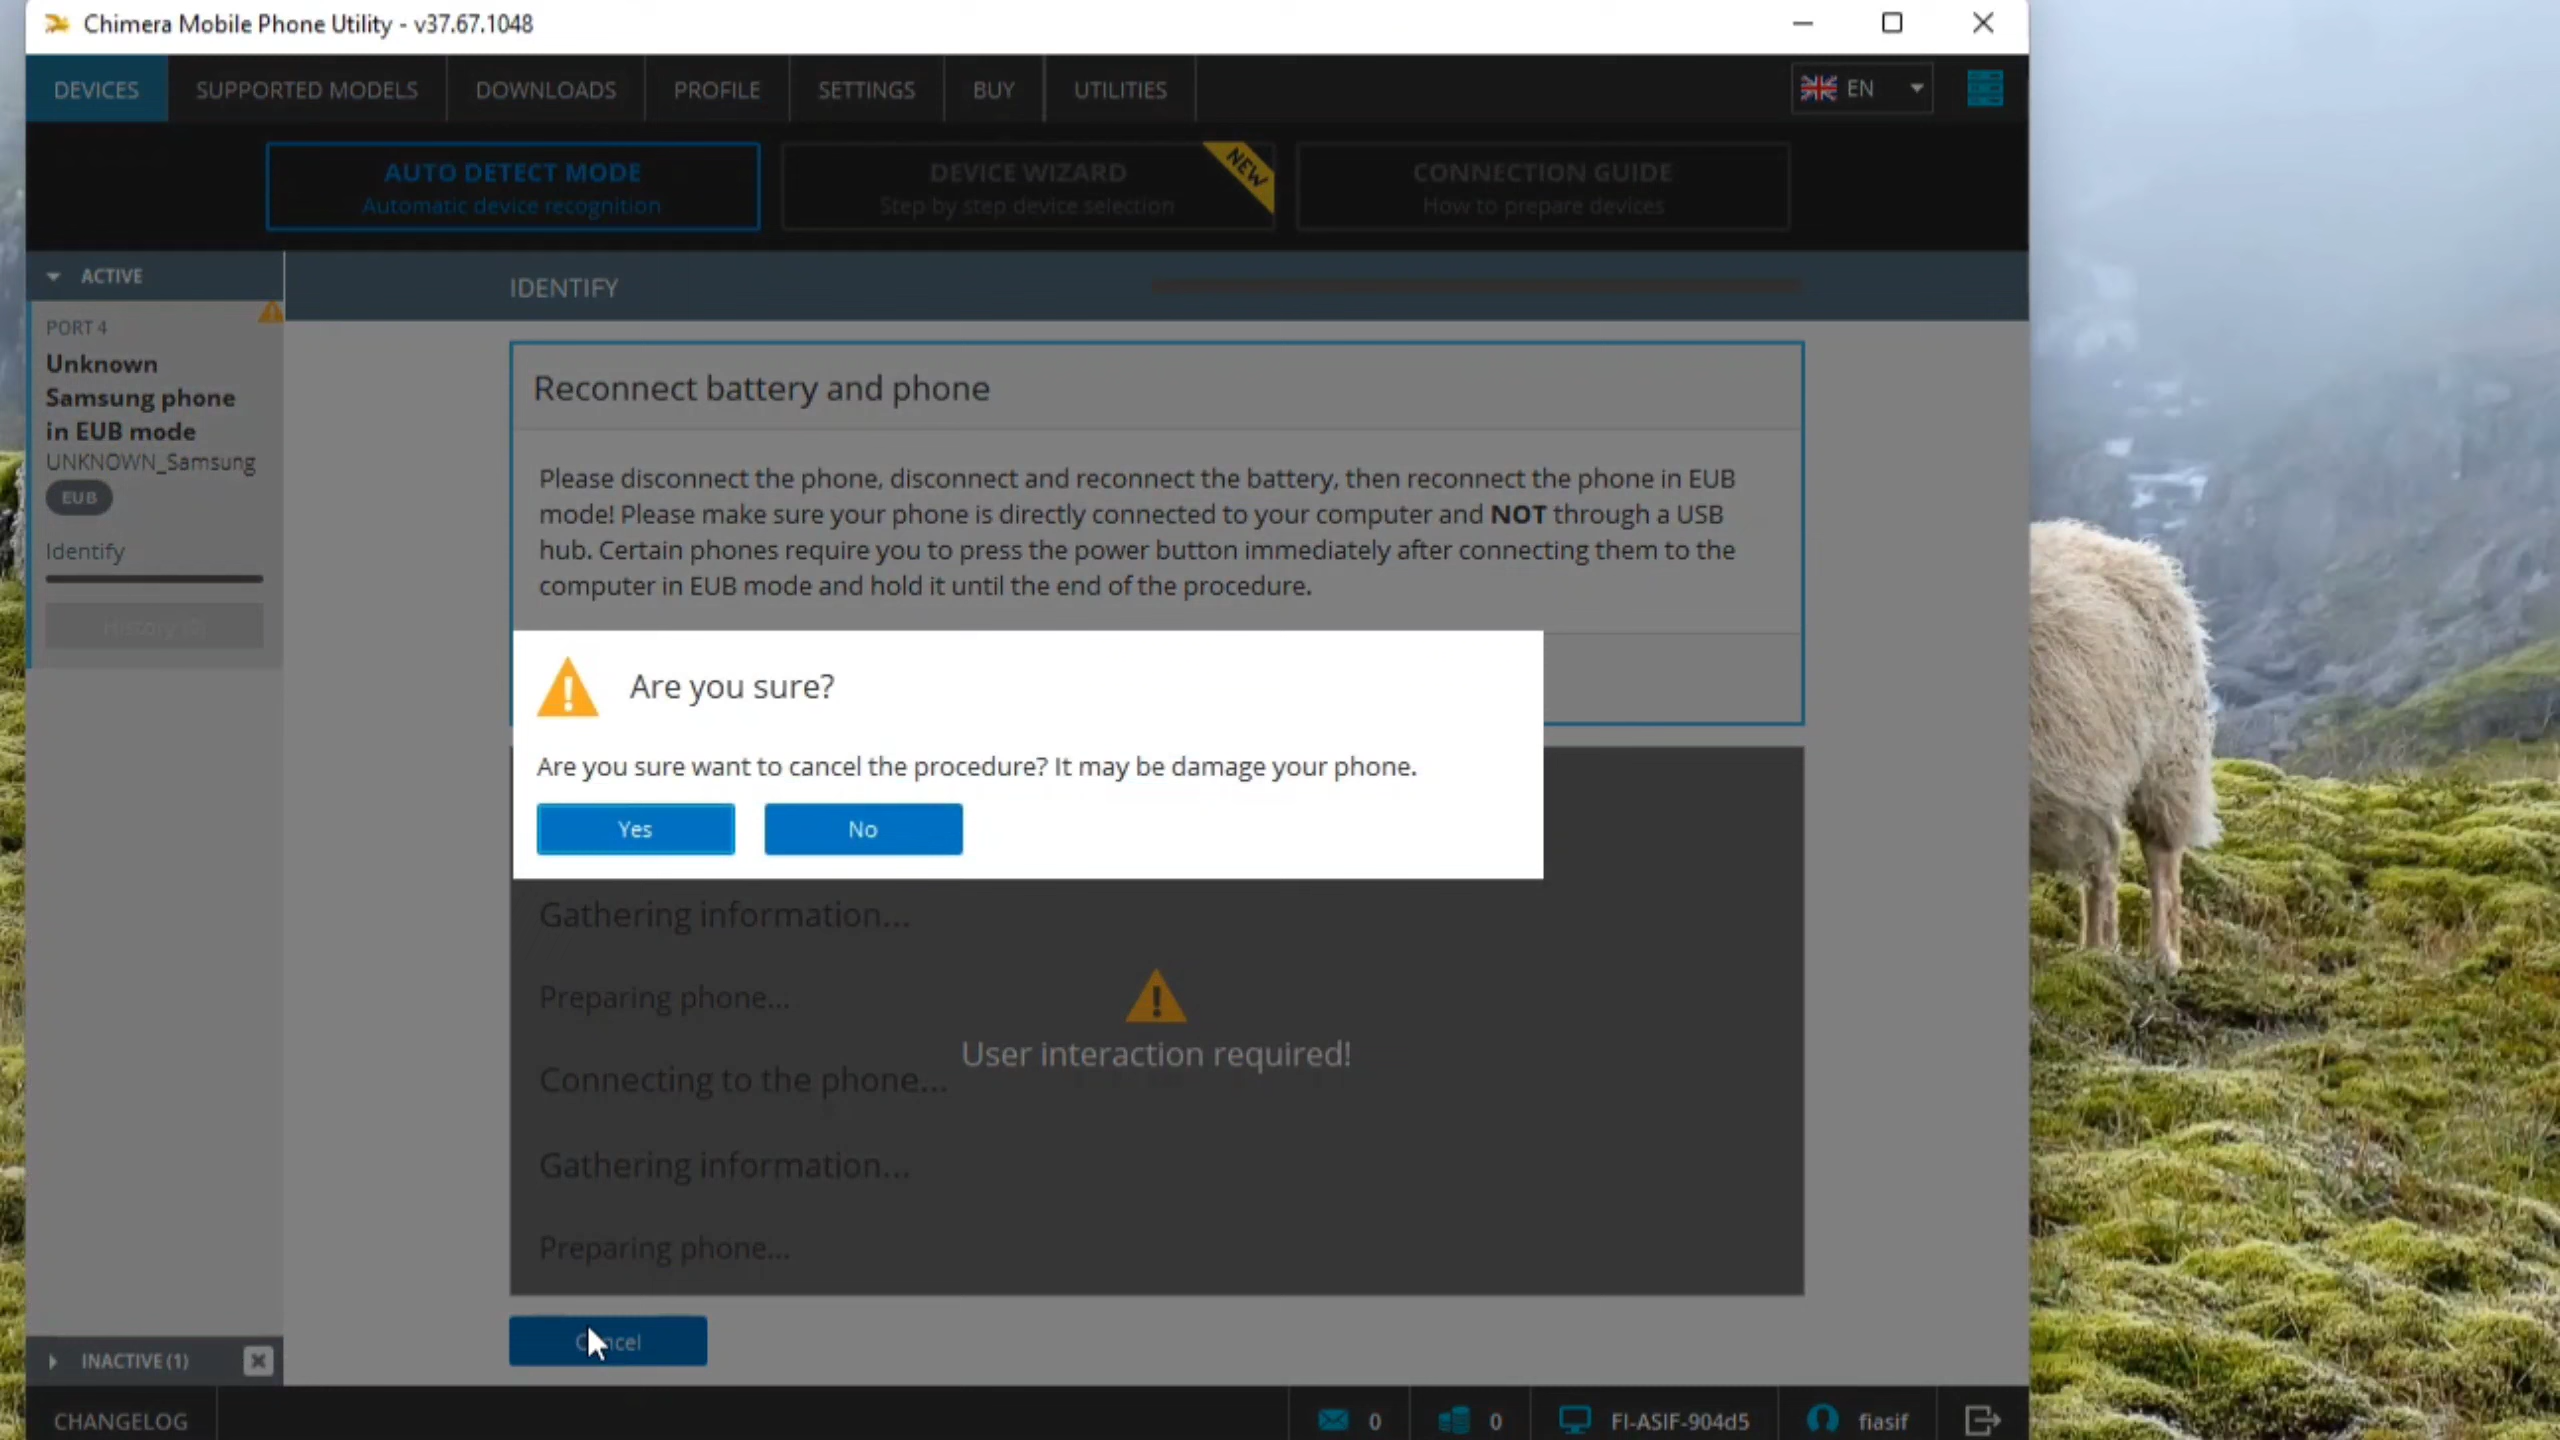 Chimera Mobile Phone Utility - v37.67.1048
DEVICES
SUPPORTED MODELS
DOWNLOADS
PROFILE
SETTINGS
BUY
UTILITIES
EN
AUTO DETECT MODE
Automatic device recognition
DEVICE WIZARD
Step by step device selection
NEW
CONNECTION GUIDE
How to prepare devices
ACTIVE
IDENTIFY
PORT 4
Unknown
Samsung phone
in EUB mode
UNKNOWN_Samsung
EUB
Identify
Reconnect battery and phone
Please disconnect the phone, disconnect and reconnect the battery, then reconnect the phone in EUB
mode! Please make sure your phone is directly connected to your computer and NOT through a USB
hub. Certain phones require you to press the power button immediately after connecting them to the
computer in EUB mode and hold it until the end of the procedure.
Are you sure?
Are you sure want to cancel the procedure? It may be damage your phone.
Yes
No
Gathering information...
Preparing phone...
User interaction required!
Connecting to the phone...
Gathering information...
Preparing phone...
Cancel
INACTIVE (1)
CHANGELOG
0
0
FI-ASIF-904d5
fiasif